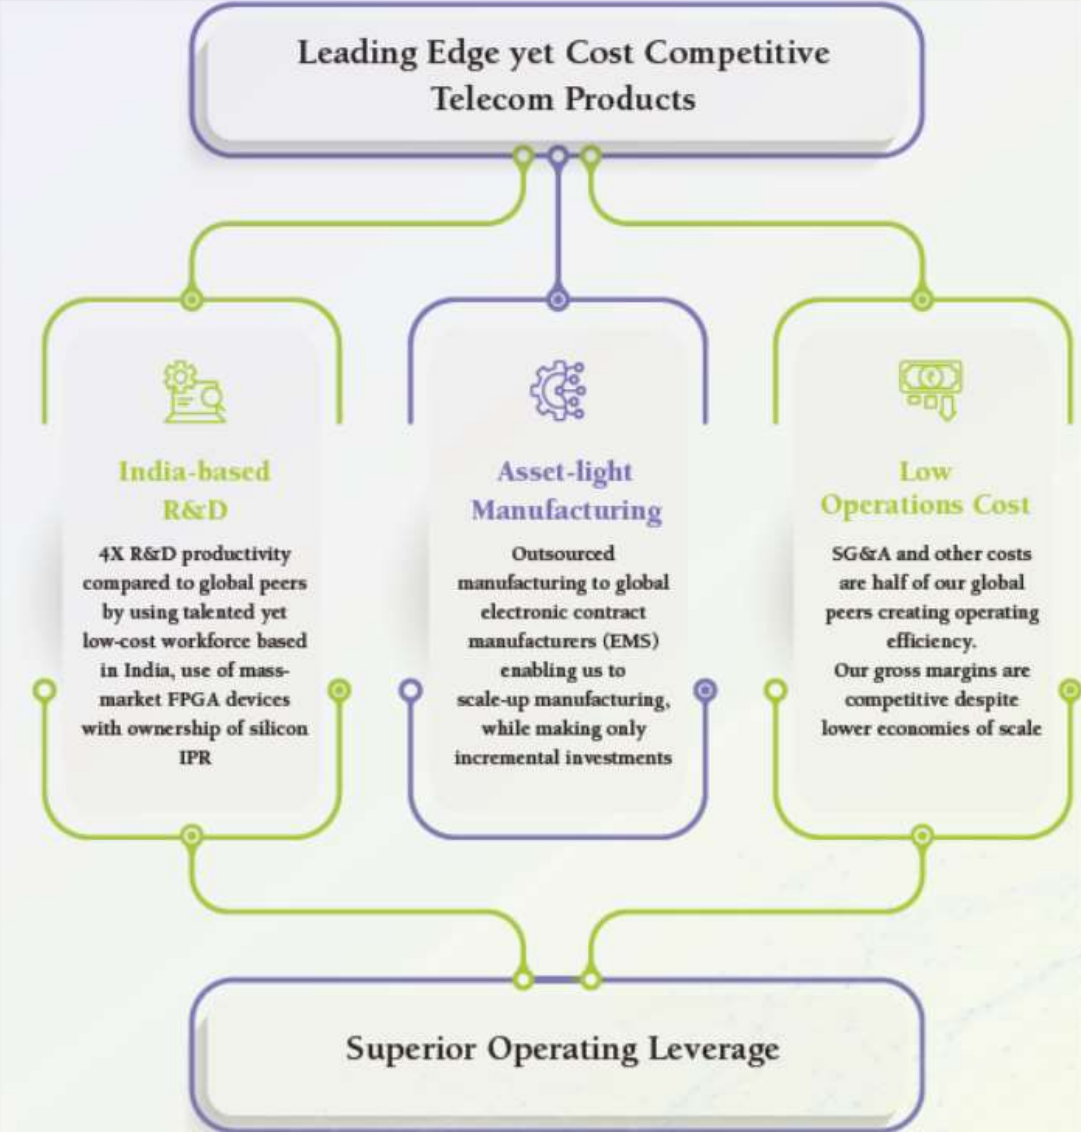 Leading Edge yet Cost Competitive
Telecom Products
India-based
R&D
4X R&D productivity
compared to global peers
by using talented yet
low-cost workforce based
in India, use of mass-
market FPGA devices
with ownership of silicon
IPR
Asset-light
Manufacturing
Outsourced
manufacturing to global
electronic contract
manufacturers (EMS)
enabling us to
scale-up manufacturing,
while making only
incremental investments
Low
Operations Cost
SG&A and other costs
are half of our global
peers creating operating
efficiency.
Our gross margins are
competitive despite
lower economies of scale
Superior Operating Leverage